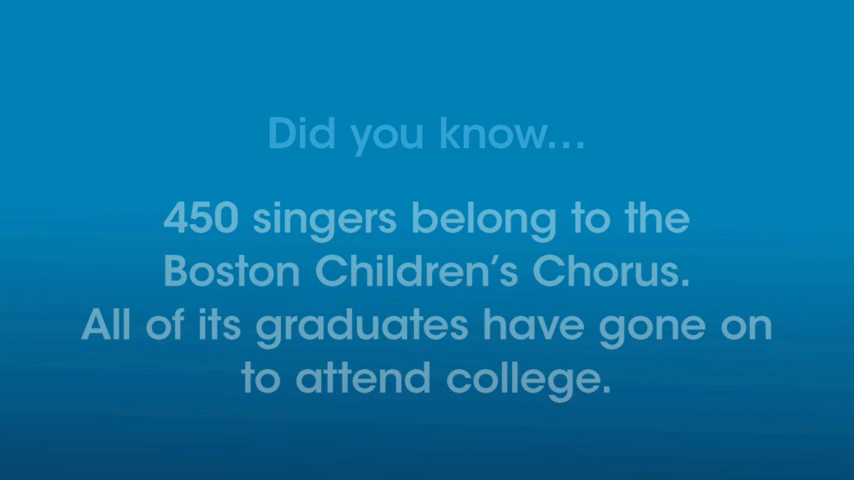 Did you know...
450 singers belong to the
Boston Children's Chorus.
All of its graduates have gone on
to attend college.